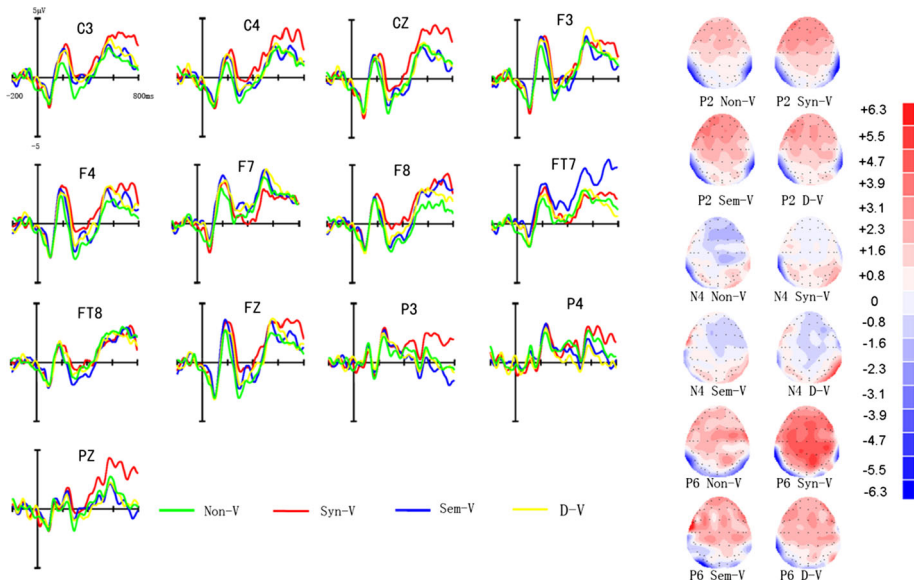 5μV
C3
C4
CZ
F3
-200
800ms
-5
F4
F7
F8
FT7
FT8
FZ
P3
P4
PZ
Non-V
Syn-V
Sem-V
D-V
P2 Non-V
P2 Syn-V
P2 Sem-V
P2 D-V
N4 Non-V
N4 Syn-V
N4 Sem-V
N4 D-V
P6 Non-V
P6 Syn-V
P6 Sem-V
P6 D-V
+6.3
+5.5
+4.7
+3.9
+3.1
+2.3
+1.6
+0.8
0
-0.8
-1.6
-2.3
-3.1
-3.9
-4.7
-5.5
-6.3